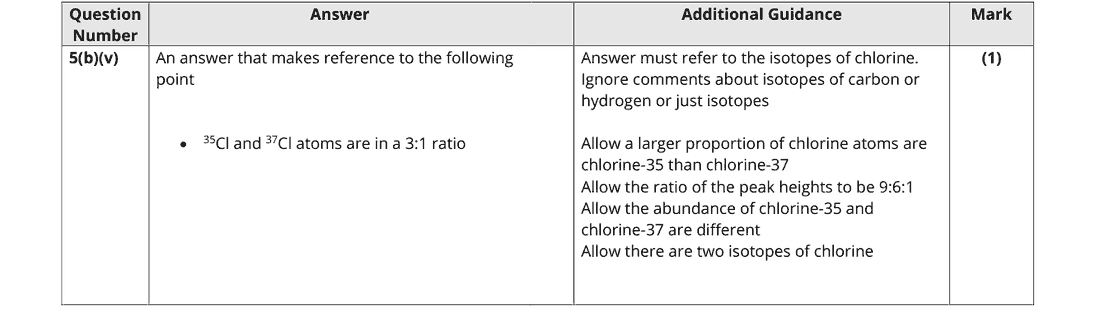 Question Number	Answer	Additional Guidance	Mark
5(b)(v)
An answer that makes reference to the following
point
• ³⁵Cl and ³⁷Cl atoms are in a 3:1 ratio
Answer must refer to the isotopes of chlorine.
Ignore comments about isotopes of carbon or
hydrogen or just isotopes
Allow a larger proportion of chlorine atoms are
chlorine-35 than chlorine-37
Allow the ratio of the peak heights to be 9:6:1
Allow the abundance of chlorine-35 and
chlorine-37 are different
Allow there are two isotopes of chlorine
(1)